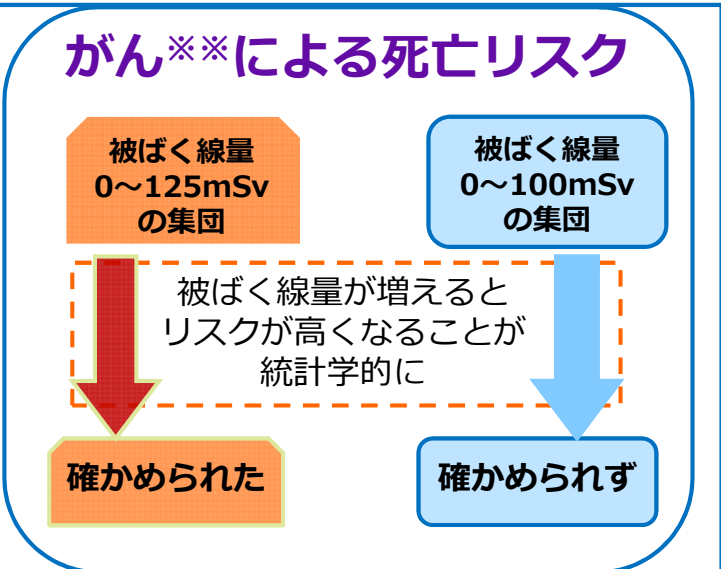 がん※※による死亡リスク
被ばく線量
0～125mSv
の集団
被ばく線量
0～100mSv
の集団
被ばく線量が増えると
リスクが高くなることが
統計学的に
確かめられた
確かめられず